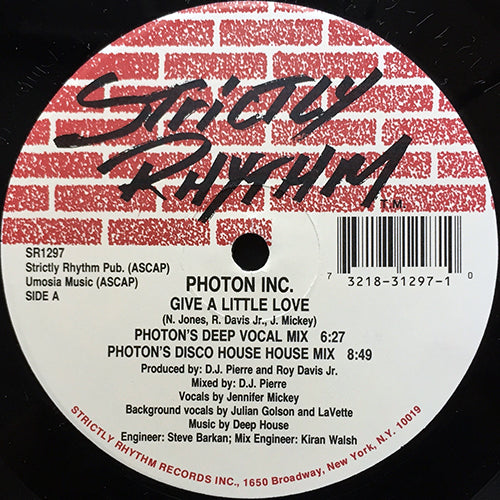 STRICTLY
RHYTHM T.M.
SR1297
Strictly Rhythm Pub. (ASCAP)
Umosia Music (ASCAP)
SIDE A
7 3218-31297-1 0
PHOTON INC.
GIVE A LITTLE LOVE
(N. Jones, R. Davis Jr., J. Mickey)
PHOTON'S DEEP VOCAL MIX 6:27
PHOTON'S DISCO HOUSE HOUSE MIX 8:49
Produced by: D.J. Pierre and Roy Davis Jr.
Mixed by: D.J. Pierre
Vocals by Jennifer Mickey
Background vocals by Julian Golson and LaVette
Music by Deep House
Engineer: Steve Barkan; Mix Engineer: Kiran Walsh
STRICTLY RHYTHM RECORDS INC., 1650 Broadway, New York, N.Y. 10019